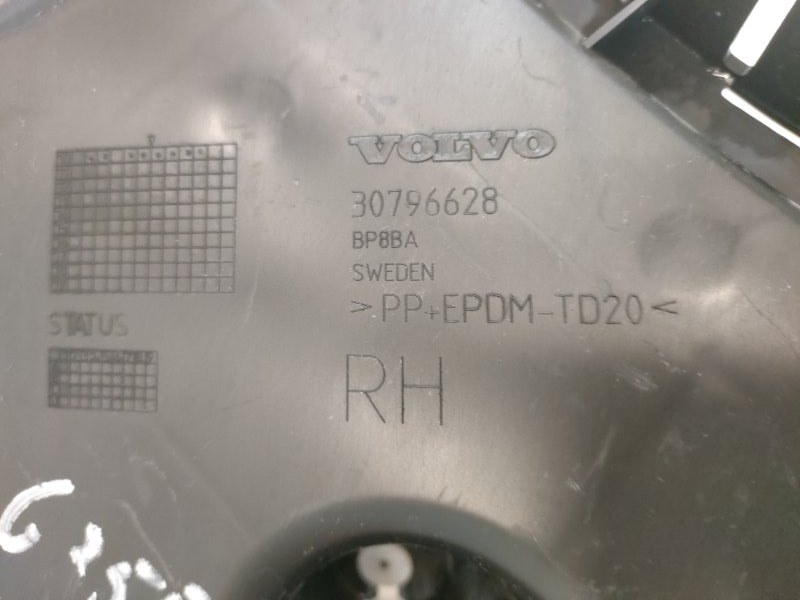 VOLVO
30796628
BP8BA
SWEDEN
>PP+EPDM-TD20<
STATUS
RH